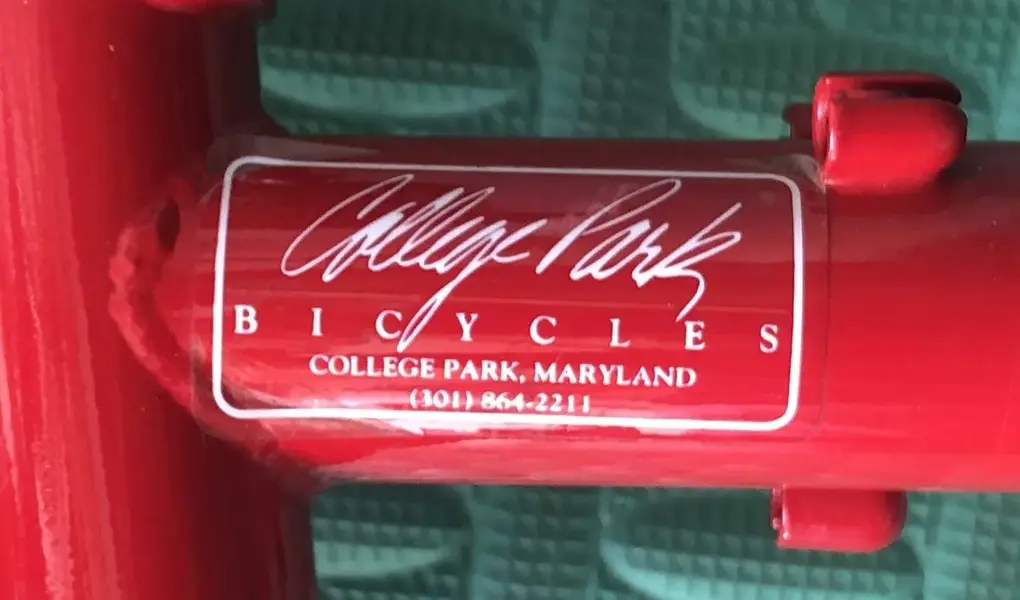 College Park
BICYCLES
COLLEGE PARK, MARYLAND
(301) 864-2211